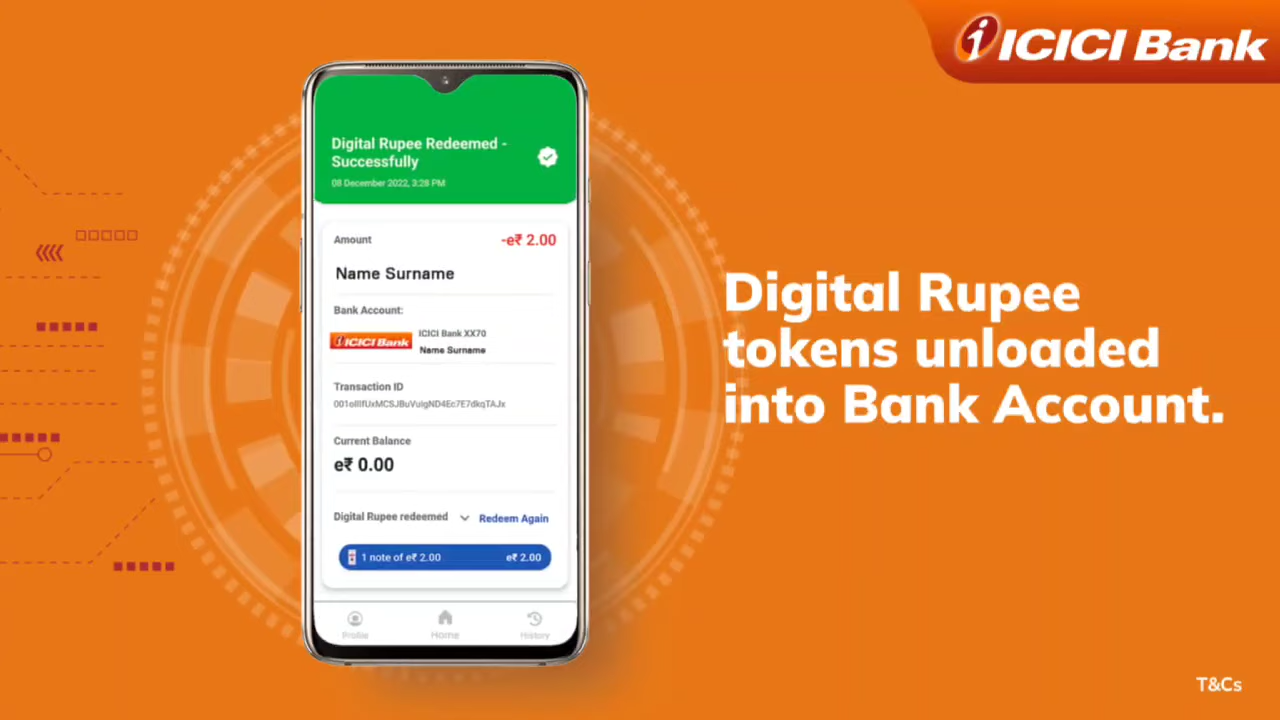 ICICI Bank
Digital Rupee Redeemed -
Successfully
08 December 2022, 3:28 PM
Amount
-e₹ 2.00
Name Surname
Bank Account:
ICICI Bank
ICICI Bank XX70
Name Surname
Transaction ID
Current Balance
e₹ 0.00
Digital Rupee redeemed
Redeem Again
1 note of e₹ 2.00
e₹ 2.00
Profile
Home
History
Digital Rupee
tokens unloaded
into Bank Account.
T&Cs